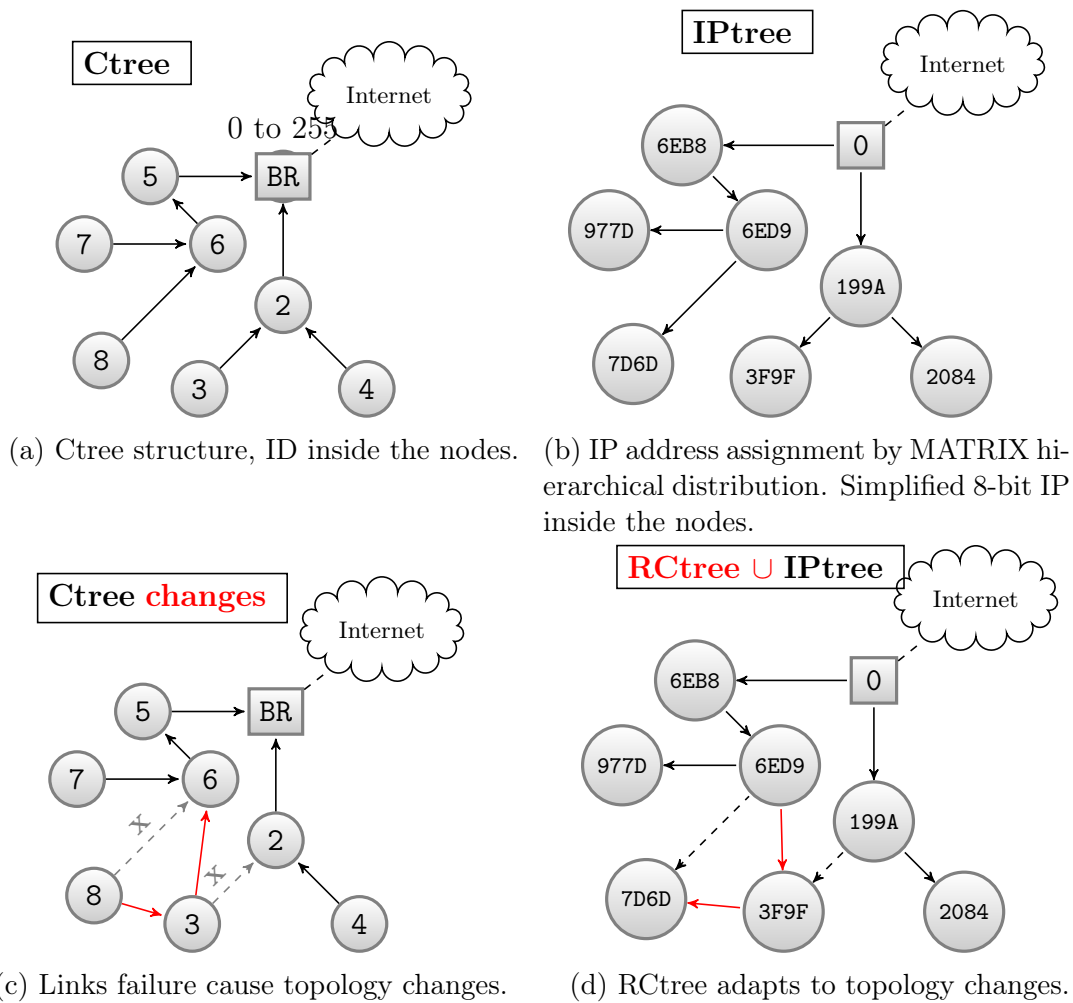 Ctree
Internet
0 to 255
BR
5
7
6
2
8
3
4
(a) Ctree structure, ID inside the nodes.
IPtree
Internet
6EB8
0
977D
6ED9
199A
7D6D
3F9F
2084
(b) IP address assignment by MATRIX hi-
erarchical distribution. Simplified 8-bit IP
inside the nodes.
Ctree changes
Internet
5
BR
7
6
x
2
x
8
3
4
(c) Links failure cause topology changes.
RCtree ∪ IPtree
Internet
6EB8
0
977D
6ED9
199A
7D6D
3F9F
2084
(d) RCtree adapts to topology changes.